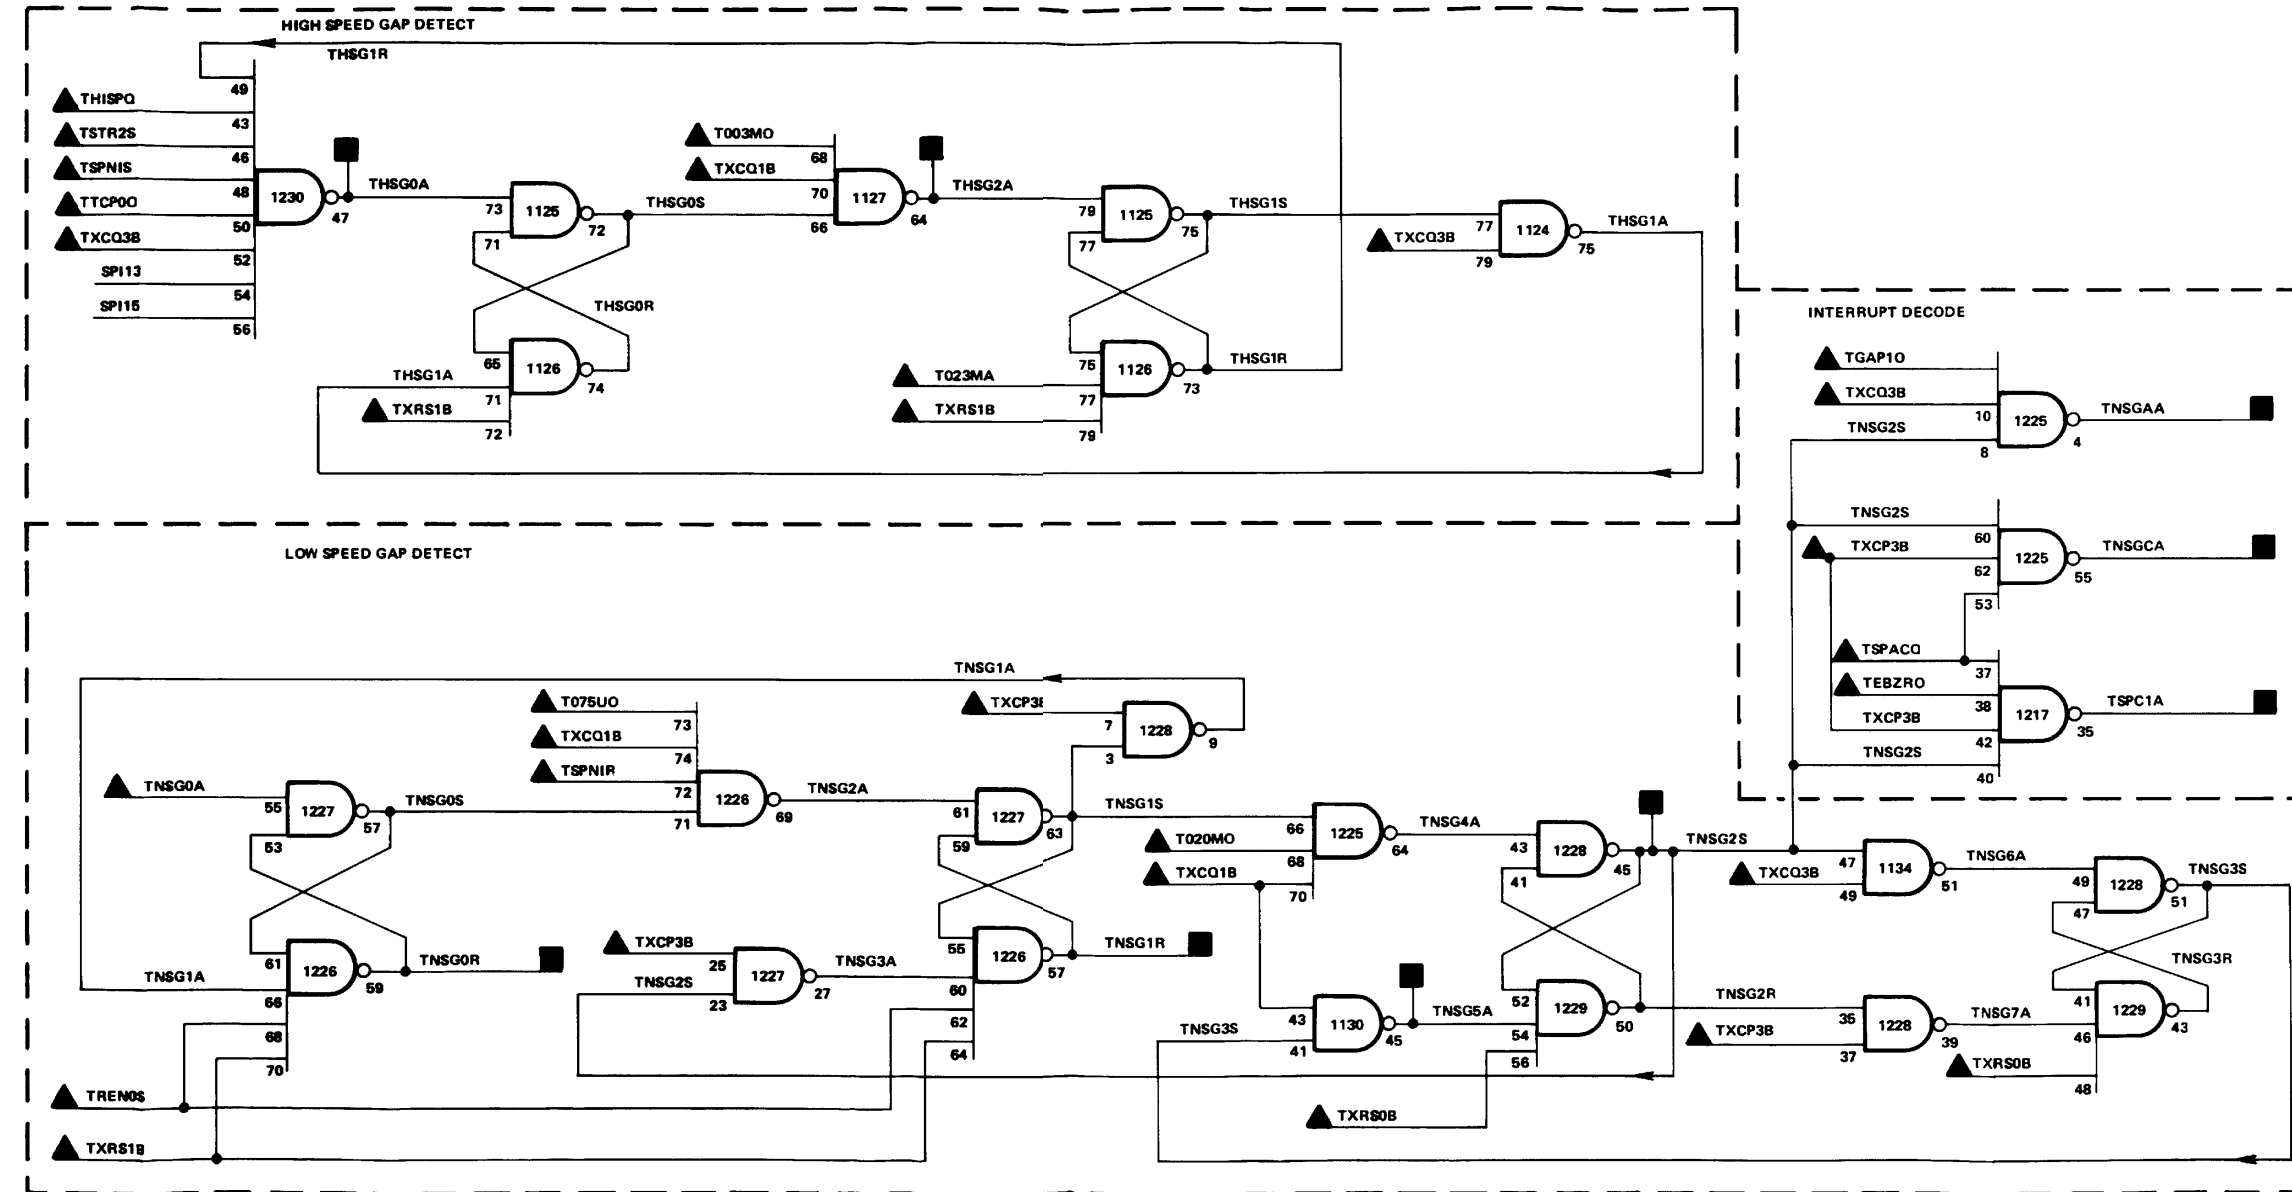 HIGH SPEED GAP DETECT
THSG1R
49
THISPQ
43
TSTR2S
46
TSPNIS
48
TTCP0O
50
TXCQ3B
52
SPI13
54
SPI15
56
1230
47
THSG0A
73
1125
71
72
THSG0S
THSG0R
65
1126
74
THSG1A
71
TXRS1B
72
T003MO
68
TXCQ1B
70
66
1127
64
THSG2A
79
1125
77
75
THSG1S
75
1126
73
THSG1R
T023MA
77
TXRS1B
79
77
TXCQ3B
79
1124
75
THSG1A
INTERRUPT DECODE
TGAP1O
TXCQ3B
10
TNSG2S
8
1225
4
TNSGAA
TNSG2S
60
TXCP3B
62
53
1225
55
TNSGCA
TSPACQ
37
TEBZRO
38
TXCP3B
42
TNSG2S
40
1217
35
TSPC1A
LOW SPEED GAP DETECT
TNSG1A
T075UO
73
TXCQ1B
74
TSPNIR
72
71
1226
69
TNSG2A
TXCP3
7
3
1228
9
TNSG0A
55
53
1227
57
TNSG0S
61
1226
59
TNSG0R
TNSG1A
66
68
70
TREN0S
TXRS1B
61
59
1227
63
TNSG1S
TXCP3B
25
TNSG2S
23
1227
27
TNSG3A
55
60
62
64
1226
57
TNSG1R
66
T020MO
68
TXCQ1B
70
1225
64
TNSG4A
43
41
1228
45
TNSG2S
43
TNSG3S
41
1130
45
TNSG5A
52
54
56
1229
50
TNSG2R
TXRS0B
47
TXCQ3B
49
1134
51
TNSG6A
49
47
1228
51
TNSG3S
TNSG3R
35
TXCP3B
37
1228
39
TNSG7A
41
46
TXRS0B
48
1229
43